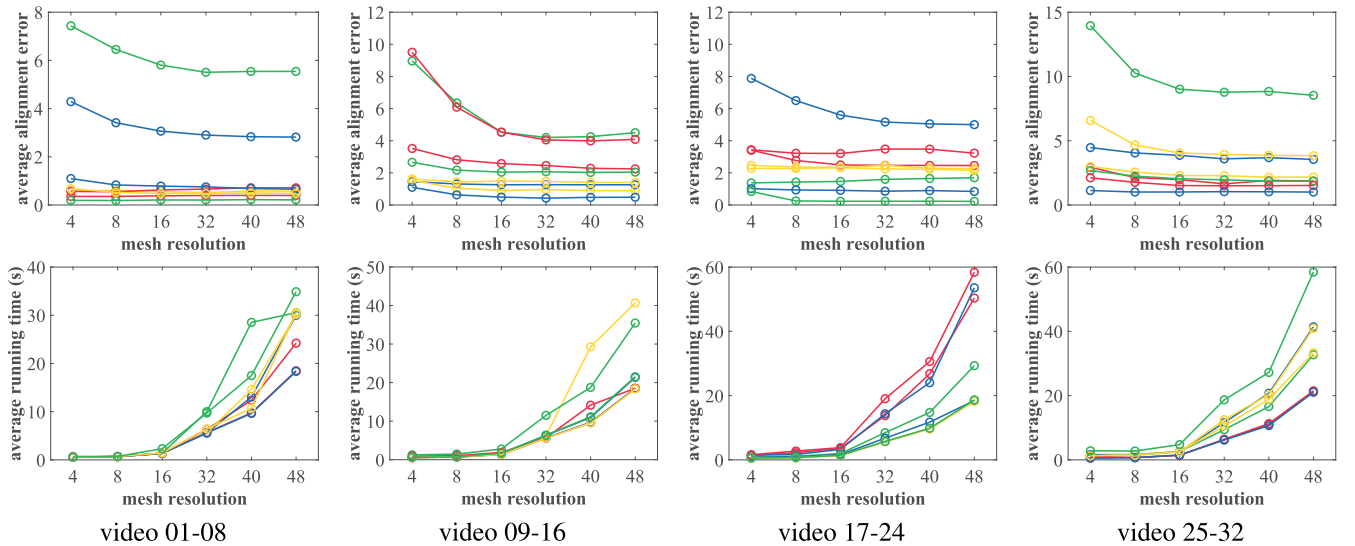 average alignment error
8
6
4
2
0
4 8 16 32 40 48
mesh resolution
average alignment error
12
10
8
6
4
2
0
4 8 16 32 40 48
mesh resolution
average alignment error
12
10
8
6
4
2
0
4 8 16 32 40 48
mesh resolution
average alignment error
15
10
5
0
4 8 16 32 40 48
mesh resolution
average running time (s)
40
30
20
10
0
4 8 16 32 40 48
mesh resolution
average running time (s)
50
40
30
20
10
0
4 8 16 32 40 48
mesh resolution
average running time (s)
60
40
20
0
4 8 16 32 40 48
mesh resolution
average running time (s)
60
40
20
0
4 8 16 32 40 48
mesh resolution
video 01-08
video 09-16
video 17-24
video 25-32